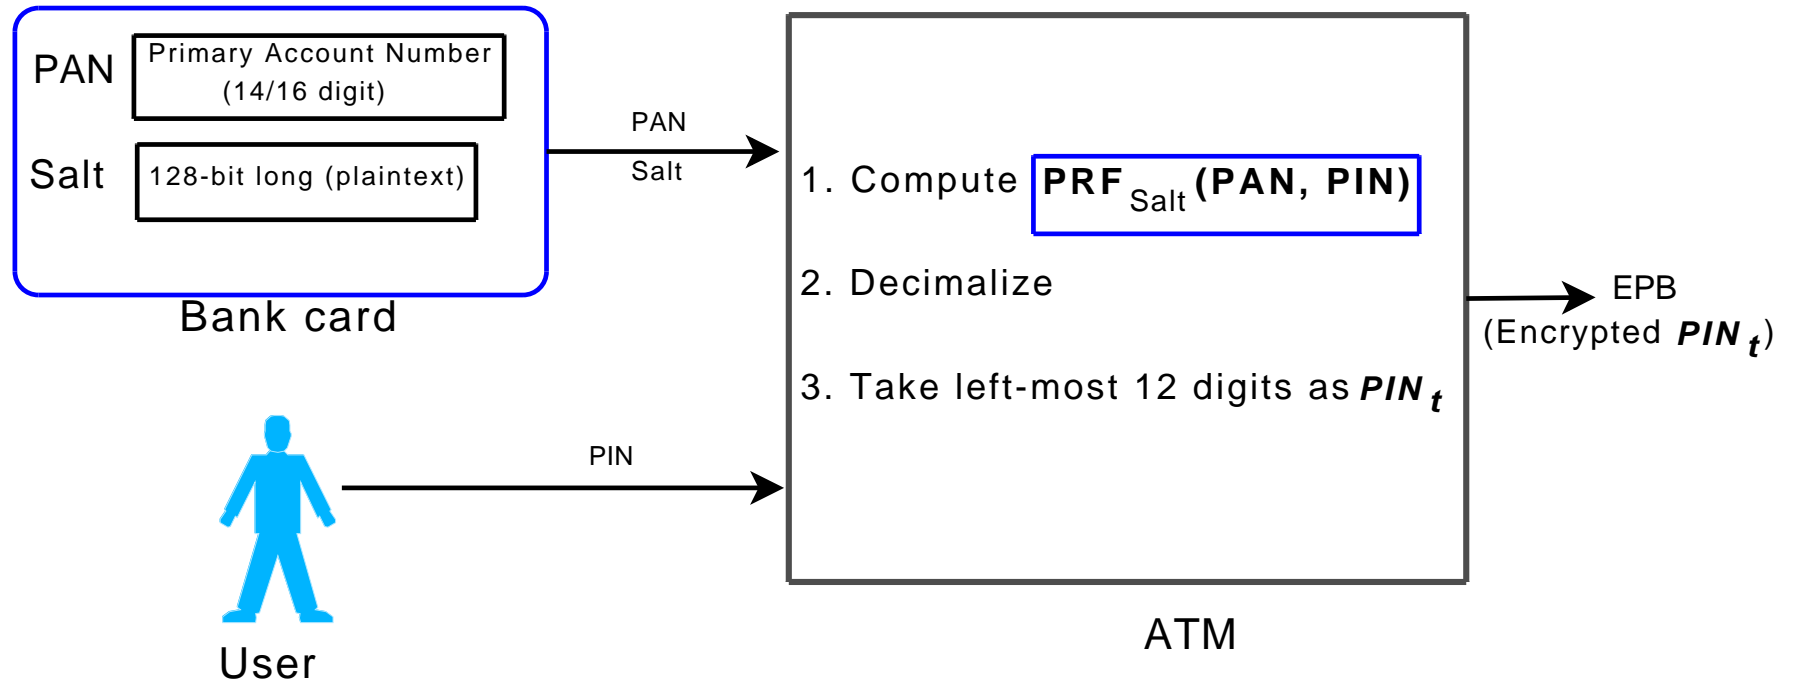 PAN
Primary Account Number
(14/16 digit)
Salt
128-bit long (plaintext)
Bank card
PAN
Salt
User
PIN
1. Compute PRF Salt (PAN, PIN)
2. Decimalize
3. Take left-most 12 digits as PIN t
ATM
EPB
(Encrypted PIN t)